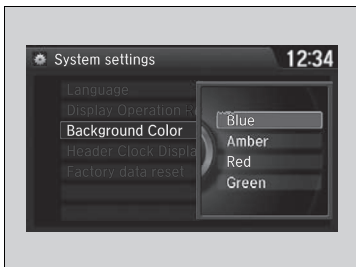 System settings
12:34
Language
Display Operation
Background Color
Header Clock Displa
Factory data reset
Blue
Amber
Red
Green